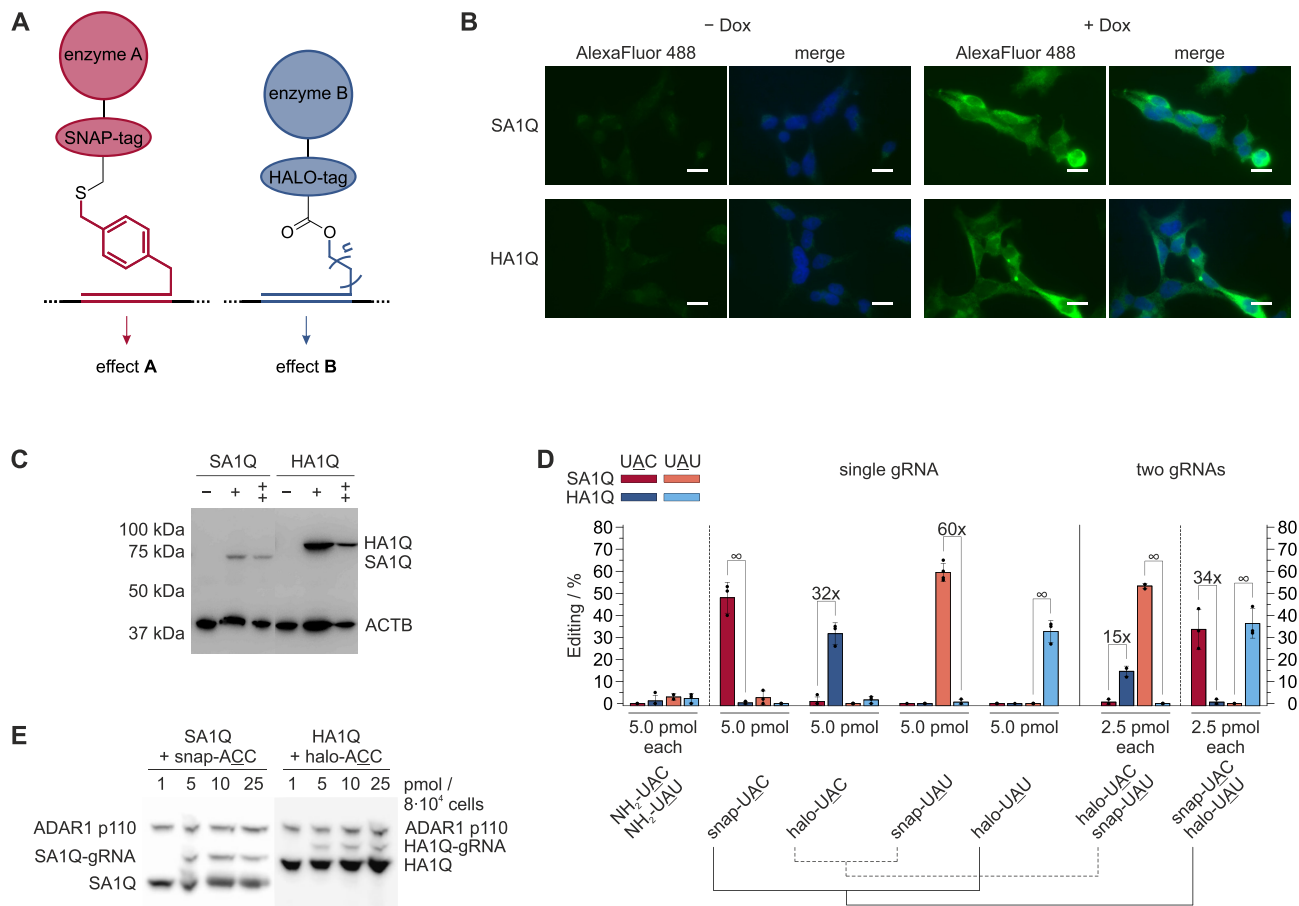 A
enzyme A
SNAP-tag
S
effect A
enzyme B
HALO-tag
O
O
n
effect B
B
− Dox
+ Dox
AlexaFluor 488
merge
AlexaFluor 488
merge
SA1Q
HA1Q
C
SA1Q
HA1Q
− + ++ − + ++
100 kDa
75 kDa
50 kDa
37 kDa
HA1Q
SA1Q
ACTB
D
UAC UAU
SA1Q
HA1Q
single gRNA
two gRNAs
Editing / %
80
70
60
50
40
30
20
10
0
80
70
60
50
40
30
20
10
0
∞
32x
60x
∞
15x
∞
34x
∞
5.0 pmol
each
5.0 pmol
5.0 pmol
5.0 pmol
5.0 pmol
2.5 pmol
each
2.5 pmol
each
NH₂-UAC
NH₂-UAU
snap-UAC
halo-UAC
snap-UAU
halo-UAU
halo-UAC
snap-UAU
snap-UAC
halo-UAU
E
SA1Q
+ snap-ACC
HA1Q
+ halo-ACC
1 5 10 25
1 5 10 25
pmol /
8·10⁴ cells
ADAR1 p110
SA1Q-gRNA
SA1Q
ADAR1 p110
HA1Q-gRNA
HA1Q